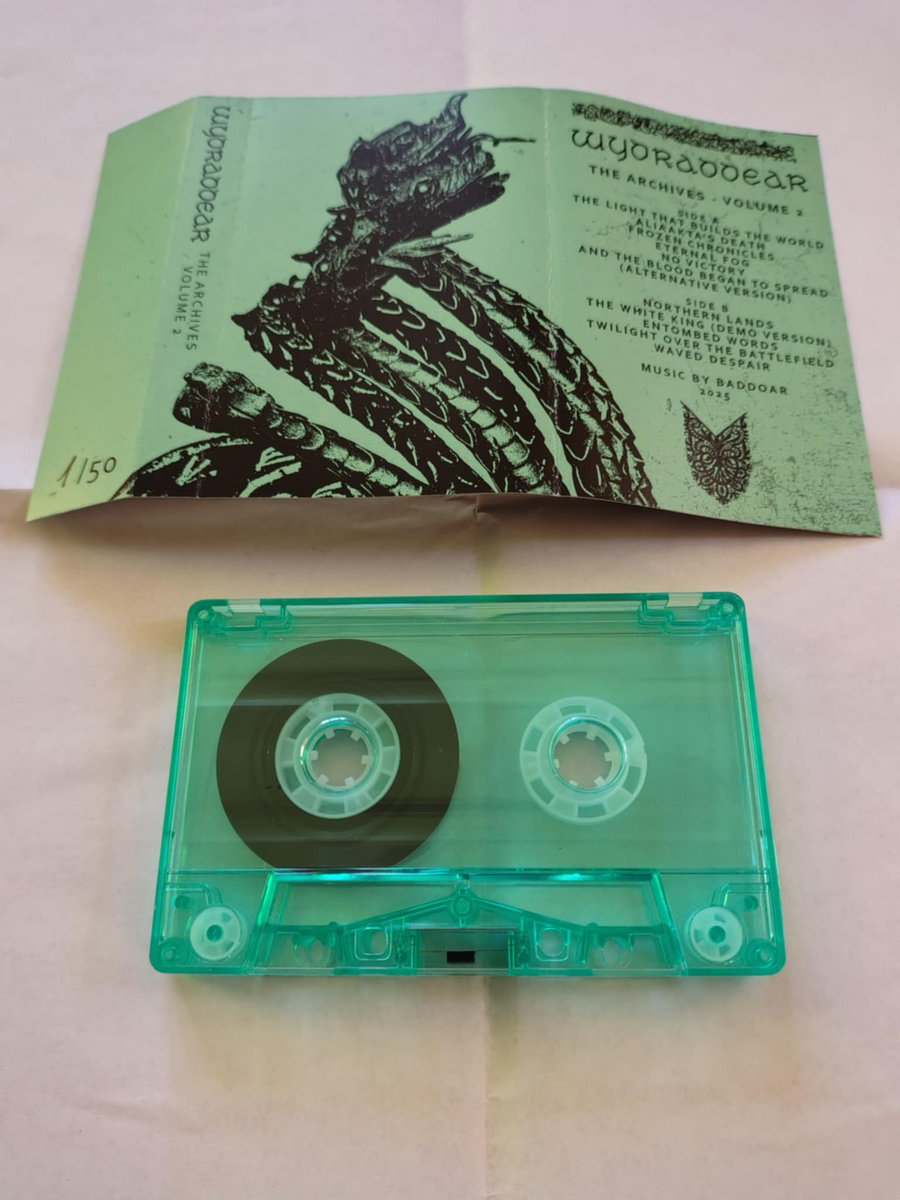 WYDRADDEAR THE ARCHIVES
VOLUME 2
1/50
WYDRADDEAR
THE ARCHIVES - VOLUME 2
SIDE A
THE LIGHT THAT BUILDS THE WORLD
ALIAAKTA'S DEATH
FROZEN CHRONICLES
ETERNAL FOG
NO VICTORY
AND THE BLOOD BEGAN TO SPREAD
(ALTERNATIVE VERSION)
SIDE B
NORTHERN LANDS
THE WHITE KING (DEMO VERSION)
ENTOMBED WORDS
TWILIGHT OVER THE BATTLEFIELD
WAVED DESPAIR
MUSIC BY BADDOAR
2025